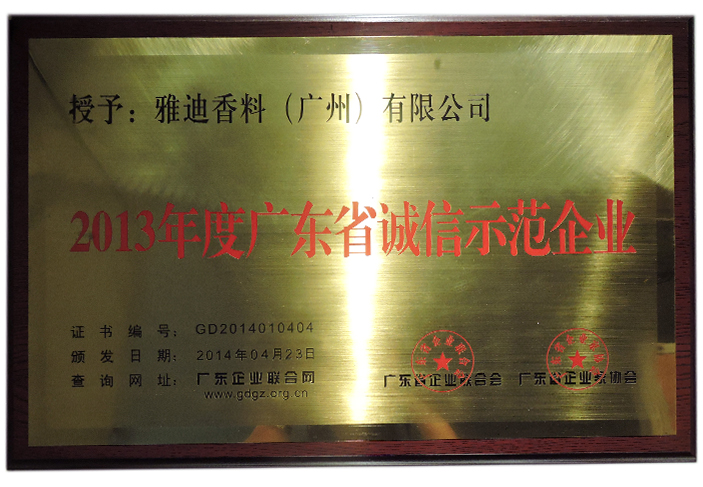 授予：雅迪香料（广州）有限公司
2013年度广东省诚信示范企业
证书编号：GD2014010404
颁发日期：2014年04月23日
查询网址：广东企业联合网
www.gdgz.org.cn
广东省企业联合会 广东省企业家协会